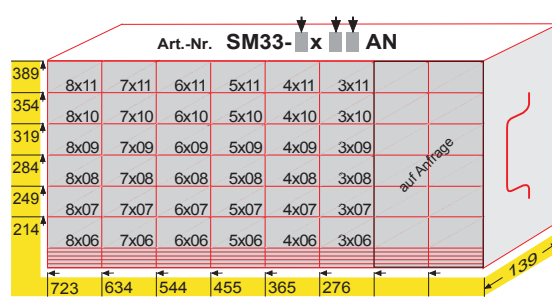 Art.-Nr. SM33- x AN
389
8x11 7x11 6x11 5x11 4x11 3x11
354
8x10 7x10 6x10 5x10 4x10 3x10
319
8x09 7x09 6x09 5x09 4x09 3x09
auf Anfrage
284
8x08 7x08 6x08 5x08 4x08 3x08
249
8x07 7x07 6x07 5x07 4x07 3x07
214
8x06 7x06 6x06 5x06 4x06 3x06
139
723 634 544 455 365 276